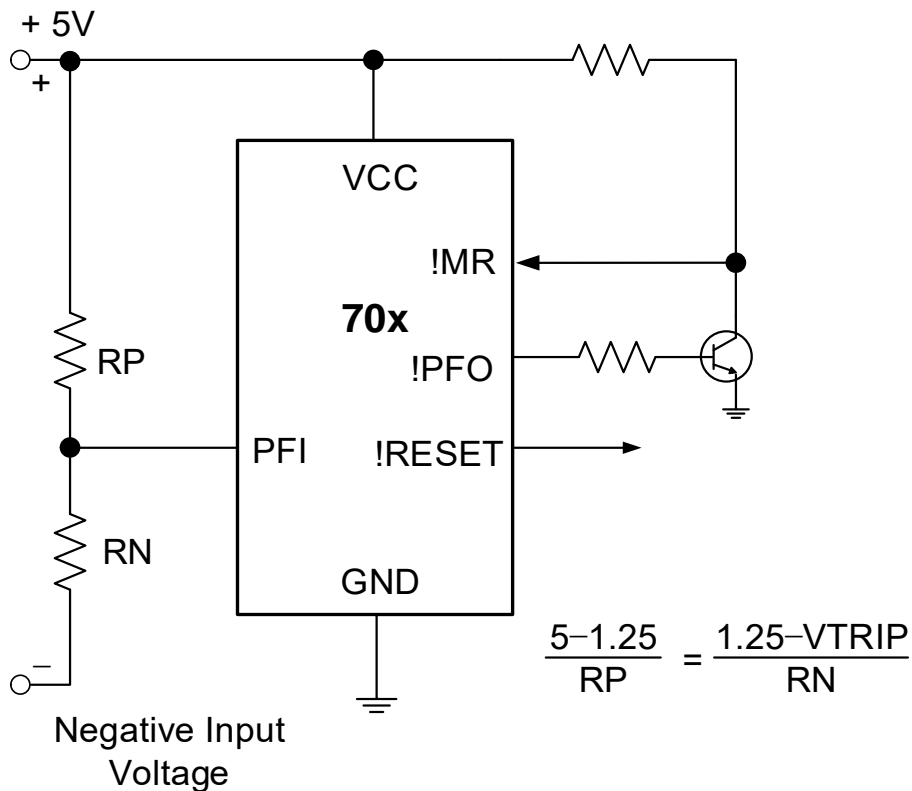 + 5V
+
VCC
!MR
70x
RP
!PFO
PFI
!RESET
RN
GND
5–1.25
RP
=
1.25–VTRIP
RN
–
Negative Input
Voltage